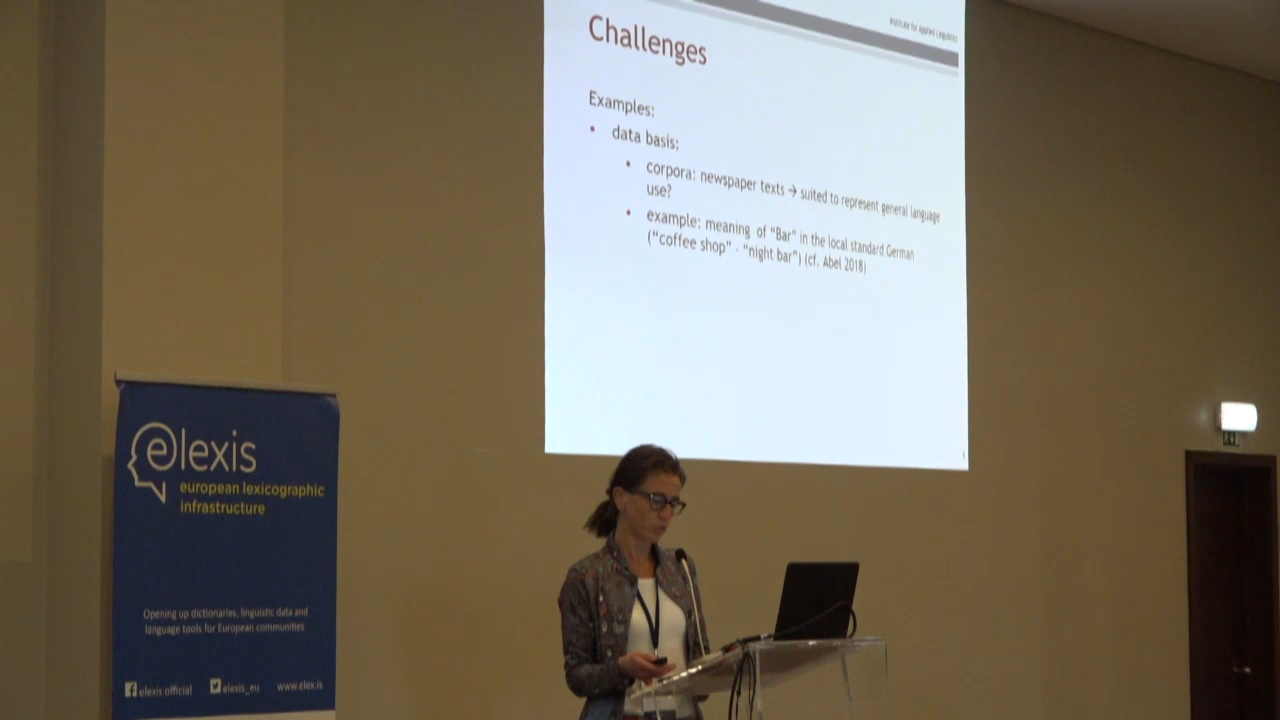 Institute for Applied Linguistics
Challenges
Examples:
• data basis:
• corpora: newspaper texts → suited to represent general language
use?
• example: meaning of “Bar” in the local standard German
(“coffee shop” - “night bar”) (cf. Abel 2018)
elexis
european lexicographic
infrastructure
Opening up dictionaries, linguistic data and
language tools for European communities.
elexis official
elexis_eu
www.elex.is